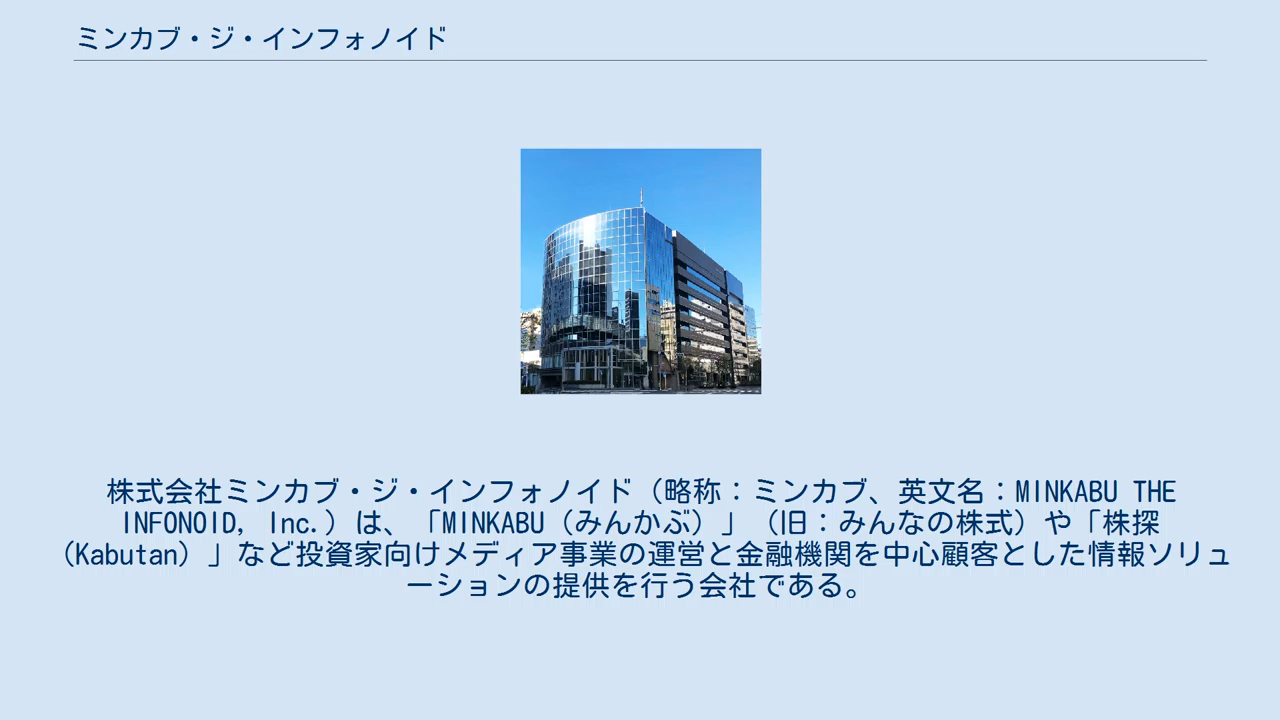 ミンカブ・ジ・インフォノイド
株式会社ミンカブ・ジ・インフォノイド（略称：ミンカブ、英文名：MINKABU THE
INFONOID, Inc.）は、「MINKABU（みんかぶ）」（旧：みんなの株式）や「株探
（Kabutan）」など投資家向けメディア事業の運営と金融機関を中心顧客とした情報ソリュ
ーションの提供を行う会社である。